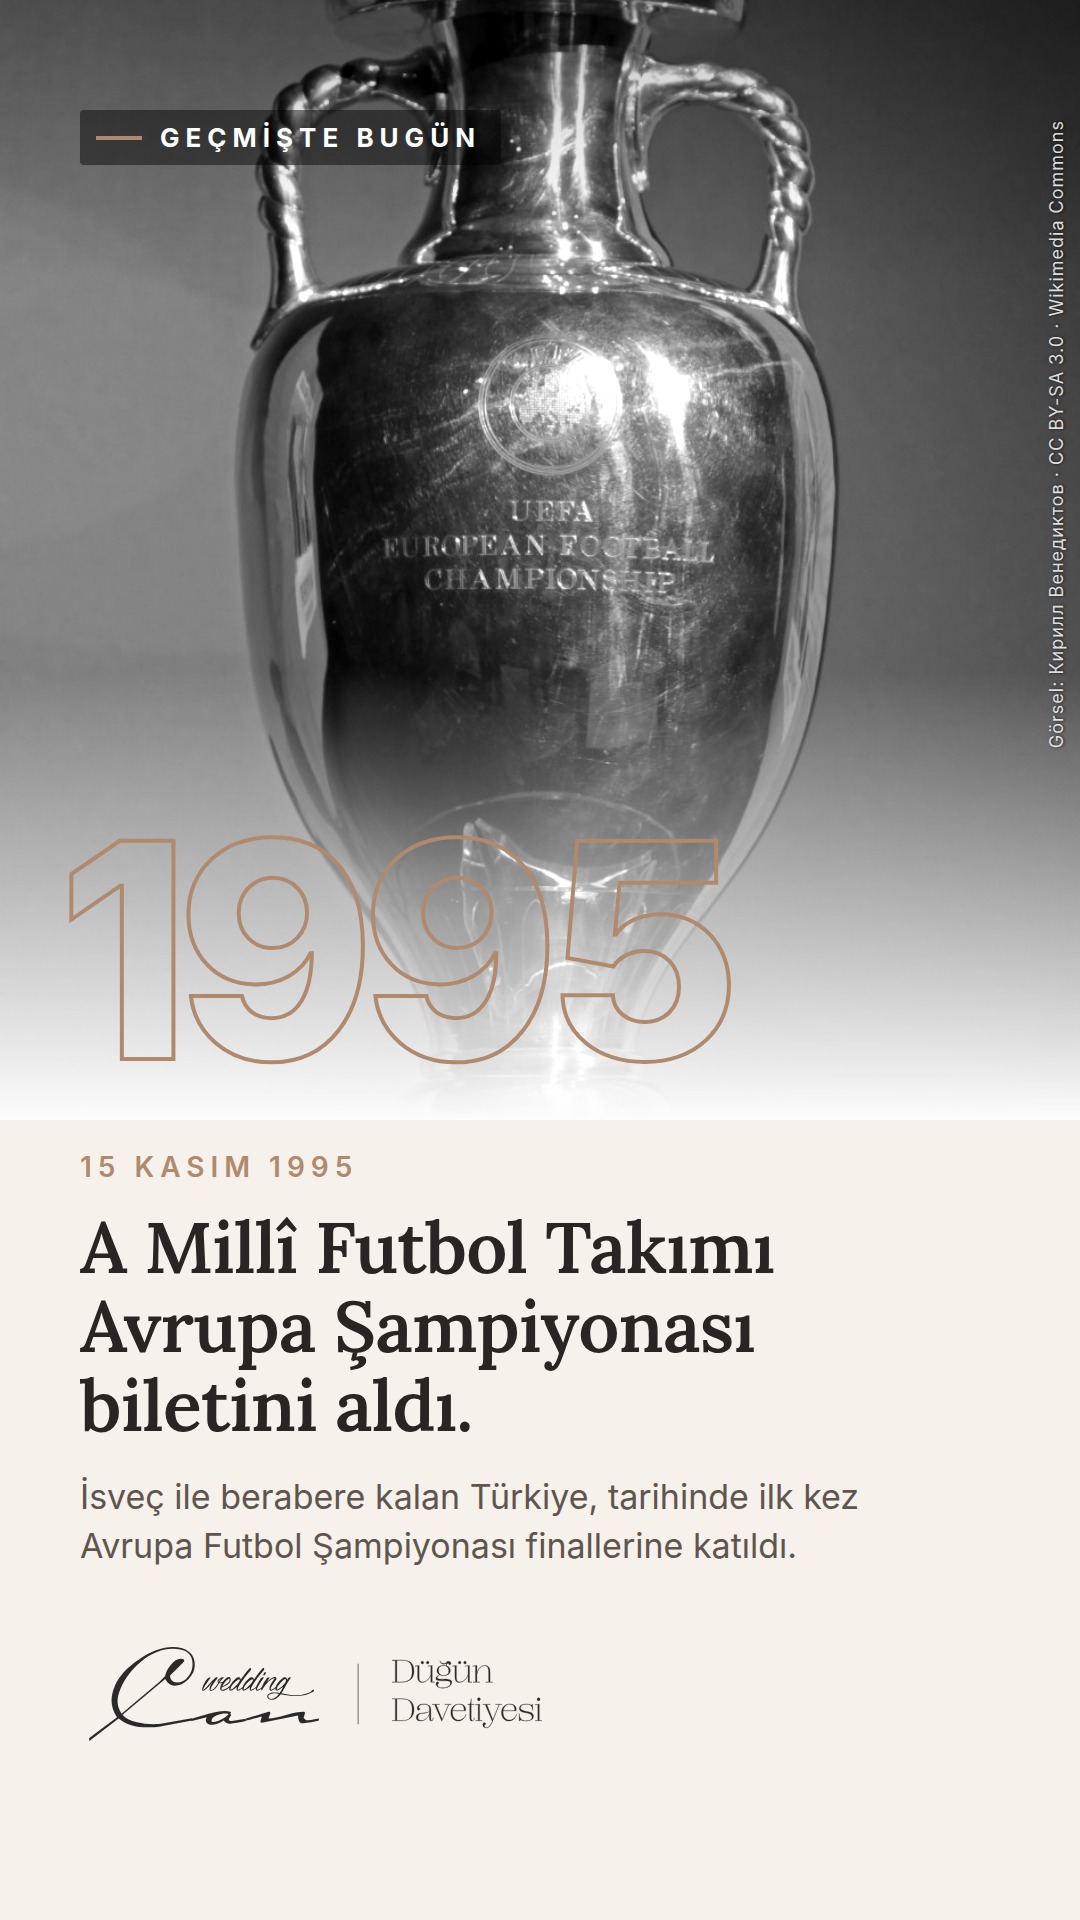 GEÇMİŞTE BUGÜN
Görsel: Кирилл Венедиктов · CC BY-SA 3.0 · Wikimedia Commons
UEFA
EUROPEAN FOOTBALL
CHAMPIONSHIP
1995
15 KASIM 1995
A Millî Futbol Takımı
Avrupa Şampiyonası
biletini aldı.
İsveç ile berabere kalan Türkiye, tarihinde ilk kez
Avrupa Futbol Şampiyonası finallerine katıldı.
Can wedding
Düğün
Davetiyesi